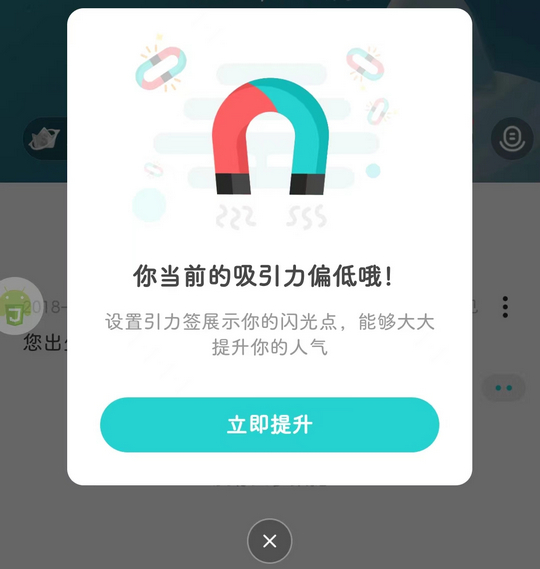 你当前的吸引力偏低哦!
2018-
设置引力签展示你的闪光点，能够大大
提升你的人气
您出
立即提升